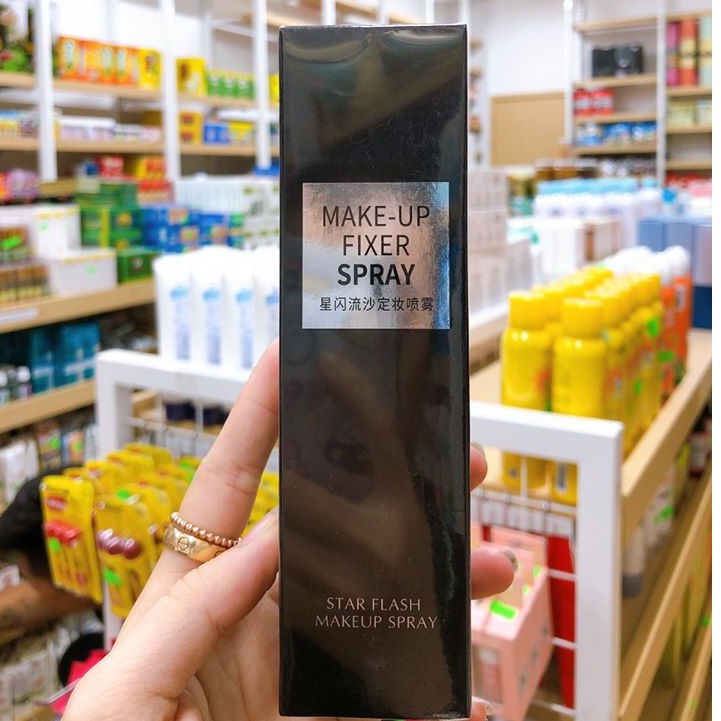 MAKE-UP
FIXER
SPRAY
星闪流沙定妆喷雾
STAR FLASH
MAKEUP SPRAY